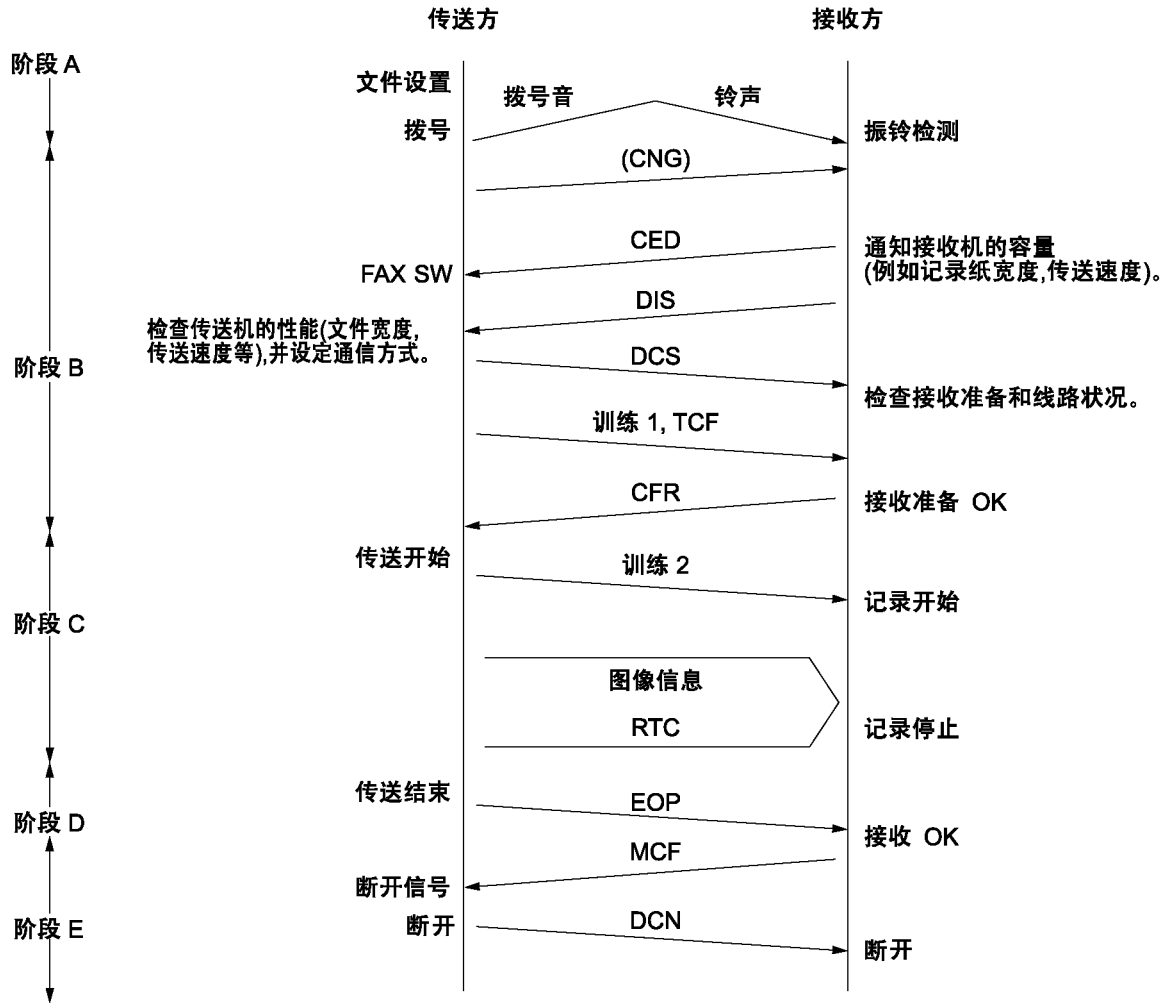 传送方
接收方
阶段 A
文件设置
拨号音
铃声
拨号
振铃检测
(CNG)
CED
通知接收机的容量
(例如记录纸宽度,传送速度)。
FAX SW
DIS
检查传送机的性能(文件宽度,
传送速度等),并设定通信方式。
阶段 B
DCS
检查接收准备和线路状况。
训练 1, TCF
CFR
接收准备 OK
传送开始
训练 2
记录开始
阶段 C
图像信息
RTC
记录停止
传送结束
EOP
阶段 D
接收 OK
MCF
断开信号
阶段 E
断开
DCN
断开